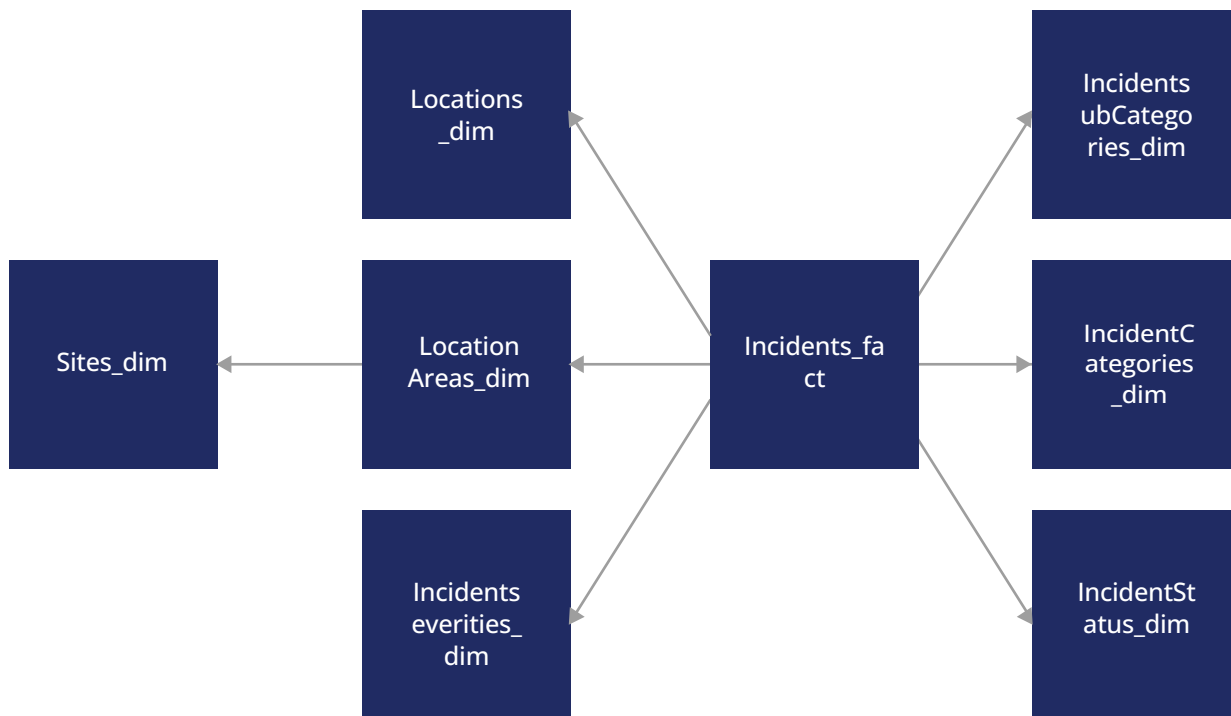 Locations
_dim
Incidents
ubCatego
ries_dim
Sites_dim
Location
Areas_dim
Incidents_fa
ct
IncidentC
ategories
_dim
Incidents
everities_
dim
IncidentSt
atus_dim